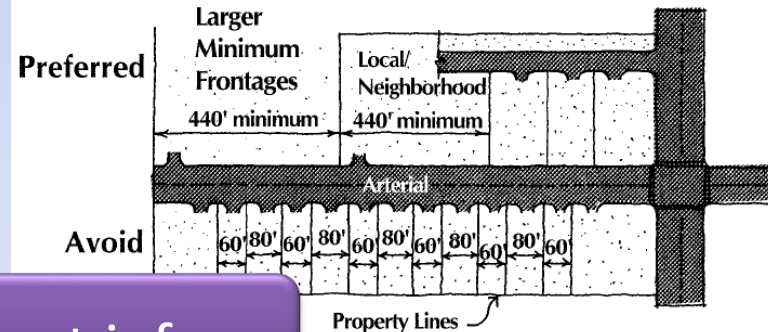 Larger
Minimum
Frontages
Preferred
Local/
Neighborhood
440' minimum
440' minimum
Arterial
Avoid
60' 80' 60' 80' 60' 80' 60' 80' 60' 80' 60'
Property Lines